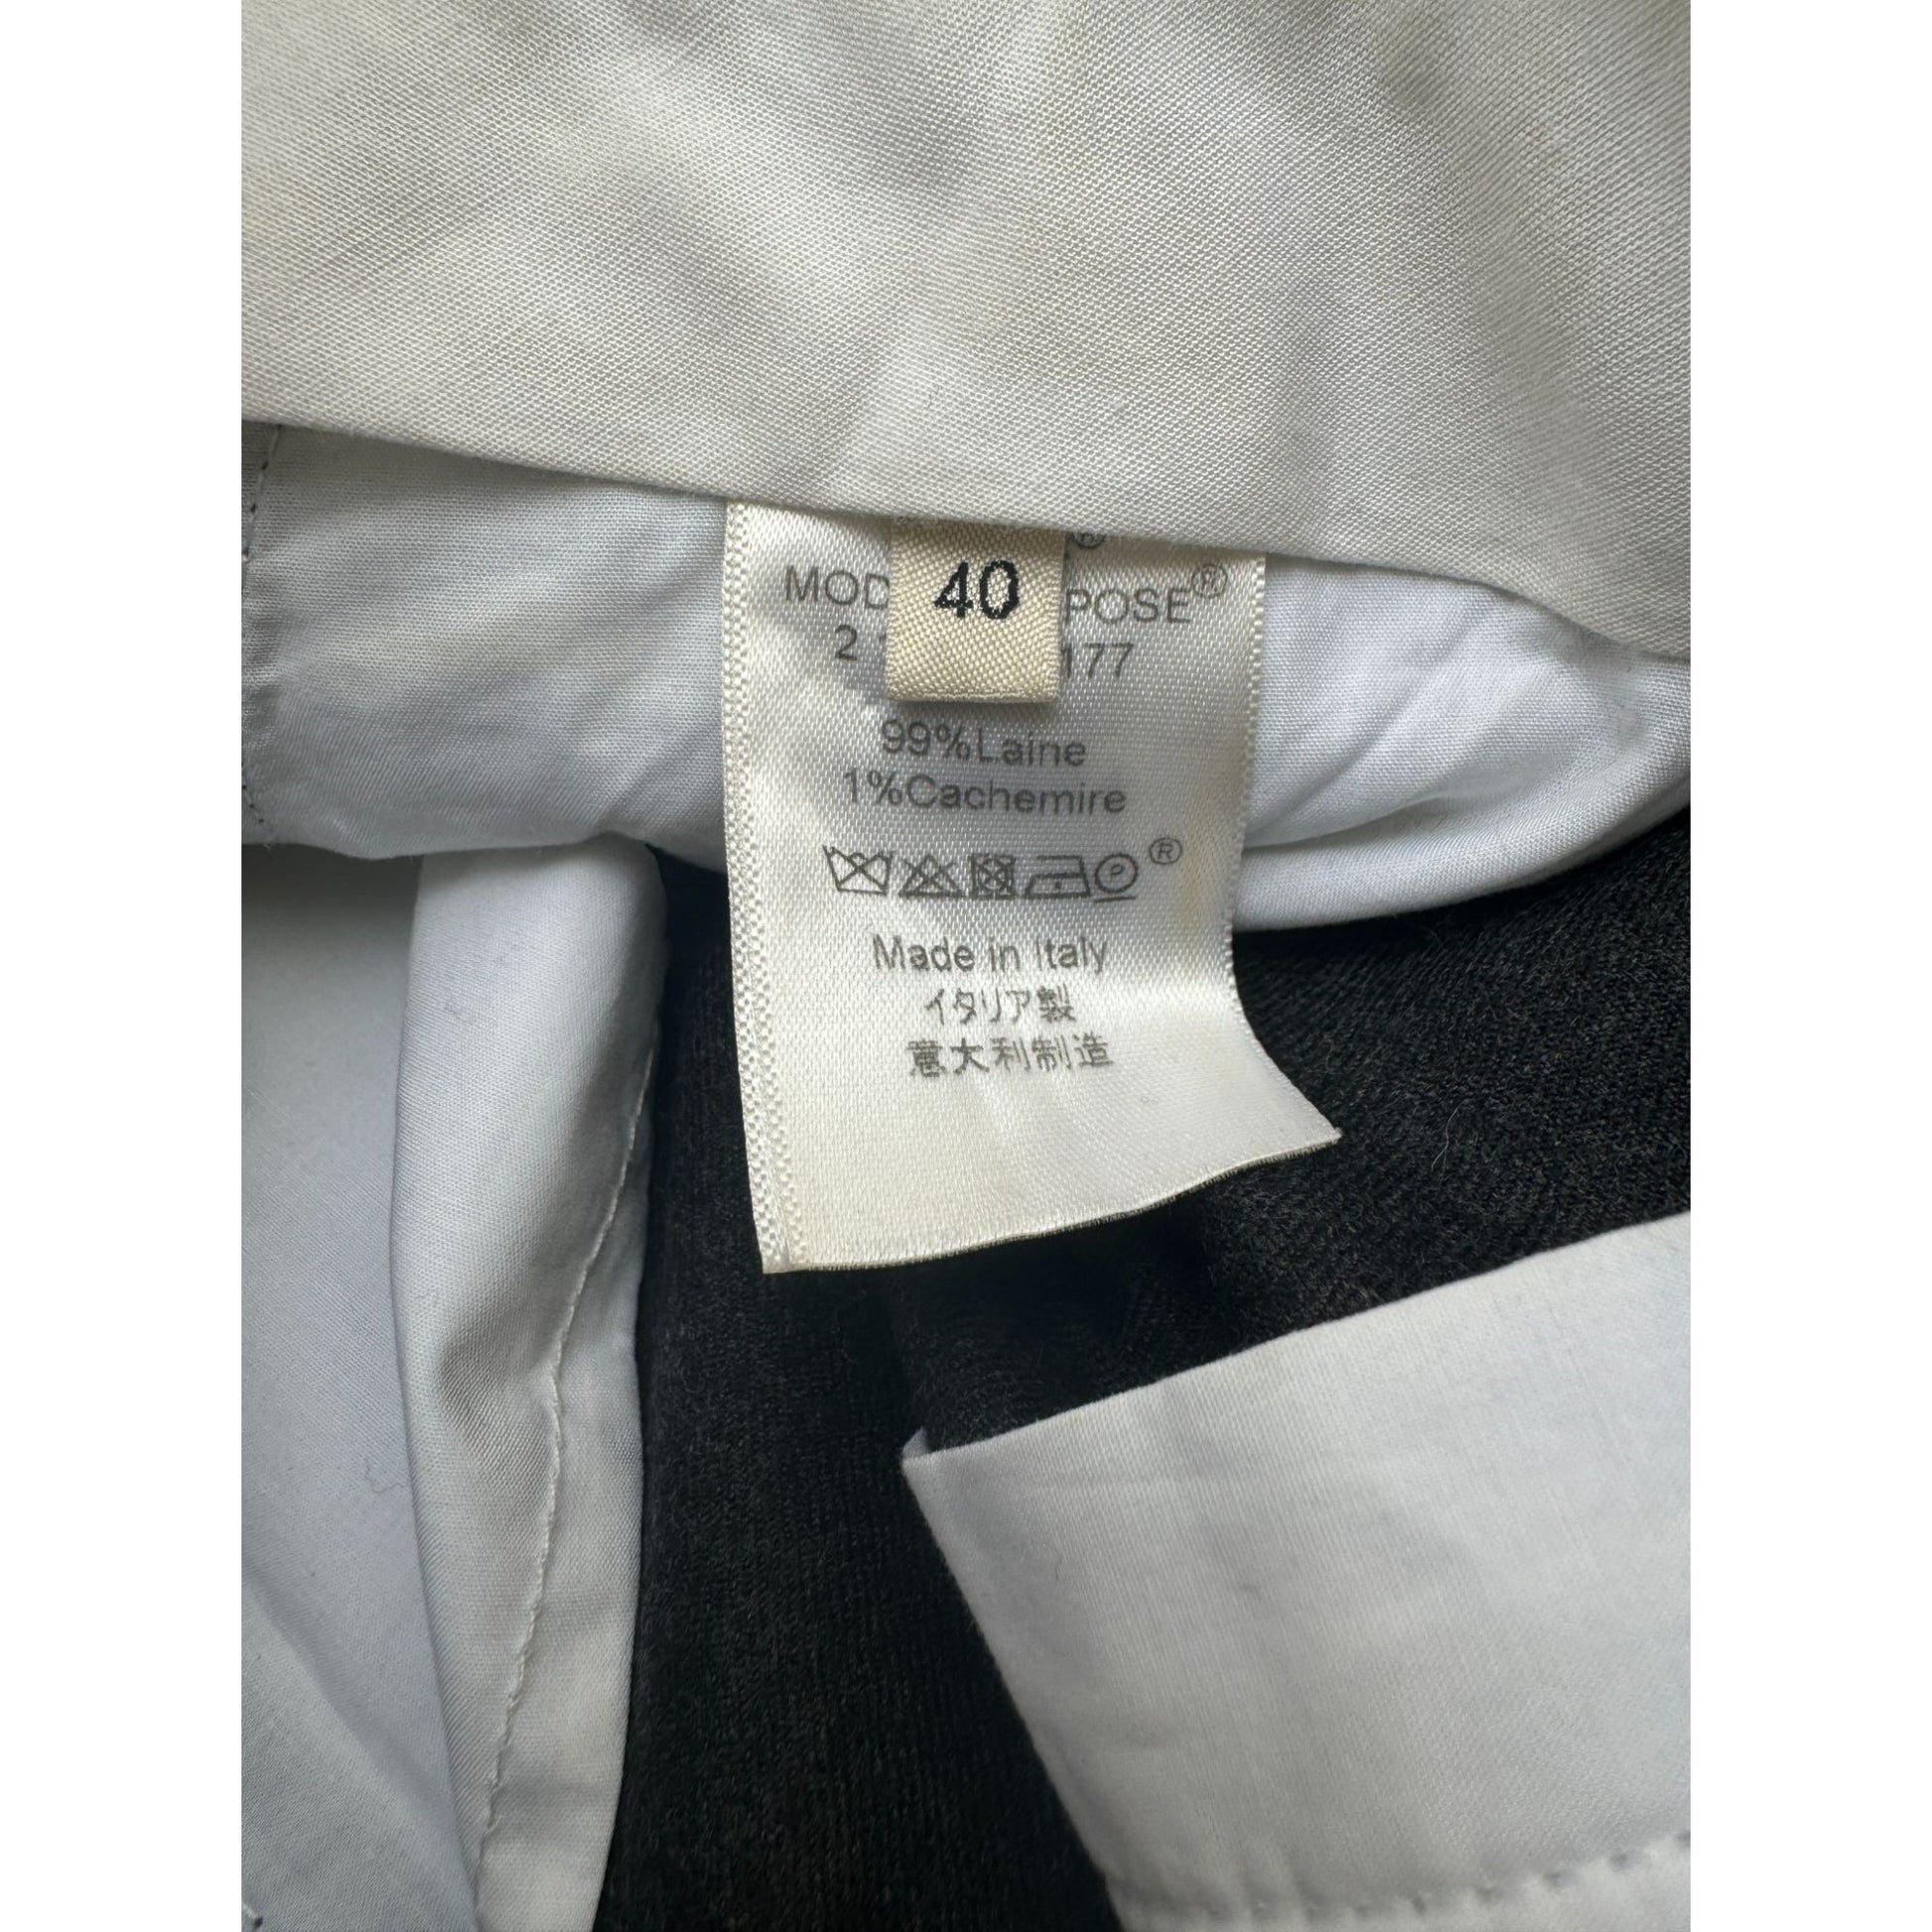 40
®
MOD POSE®
2 177
99%Laine
1%Cachemire
P ®
Made in Italy
イタリア製
意大利制造